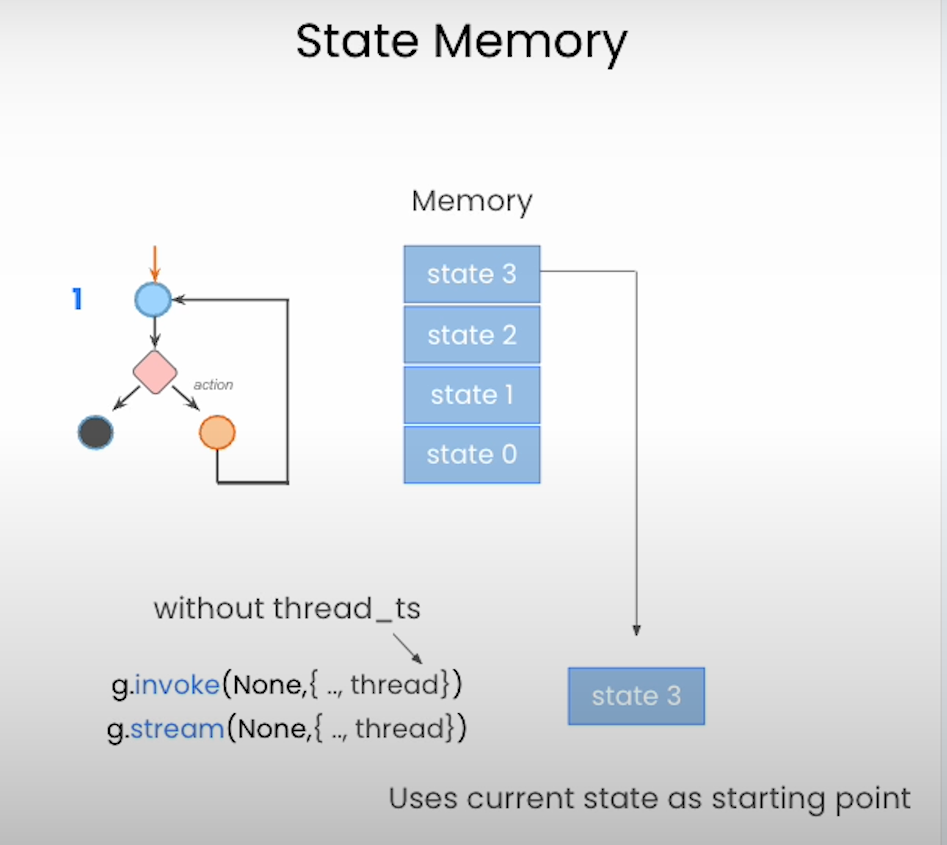 State Memory
Memory
state 3
1
state 2
action
state 1
state 0
without thread_ts
g.invoke(None,{ .., thread})
state 3
g.stream(None,{ .., thread})
Uses current state as starting point